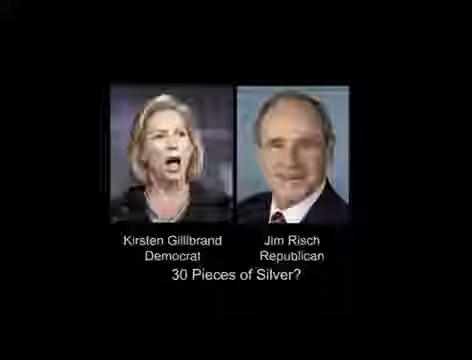 Kirsten Gillibrand Jim Risch
Democrat Republican
30 Pieces of Silver?